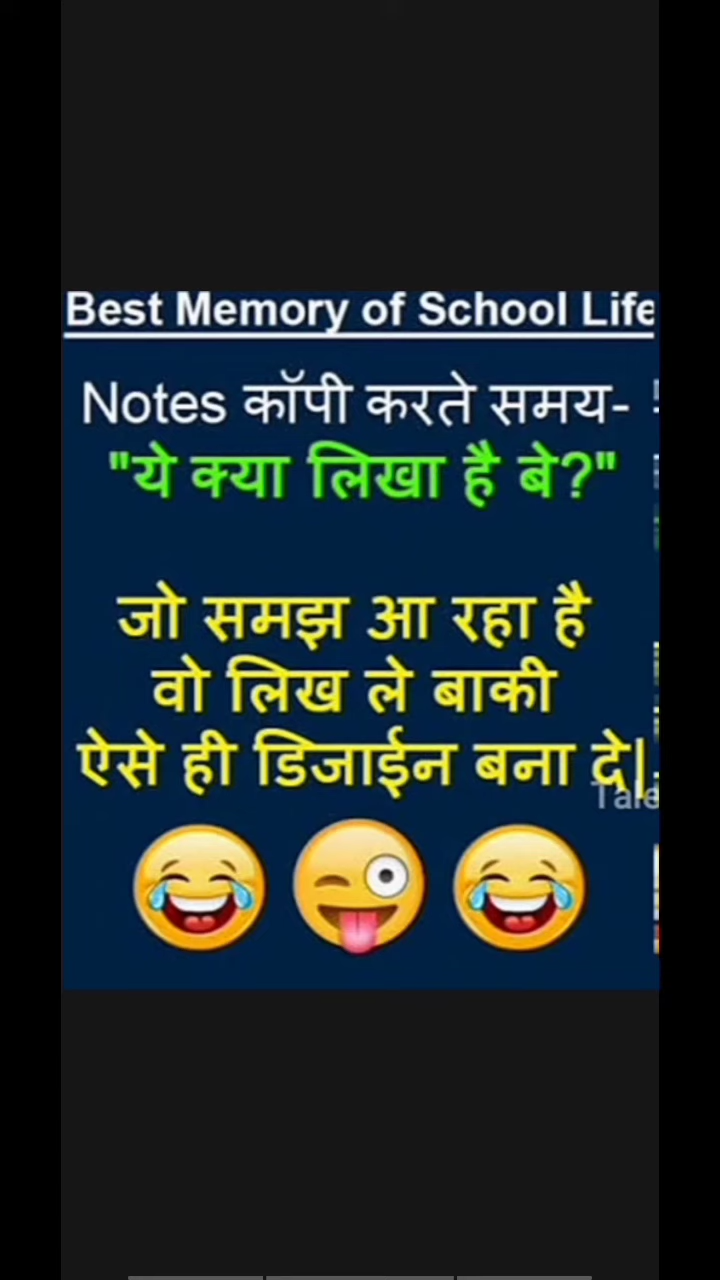 Best Memory of School Life
Notes कॉपी करते समय-
"ये क्या लिखा है बे?"
जो समझ आ रहा है
वो लिख ले बाकी
ऐसे ही डिजाईन बना दे|